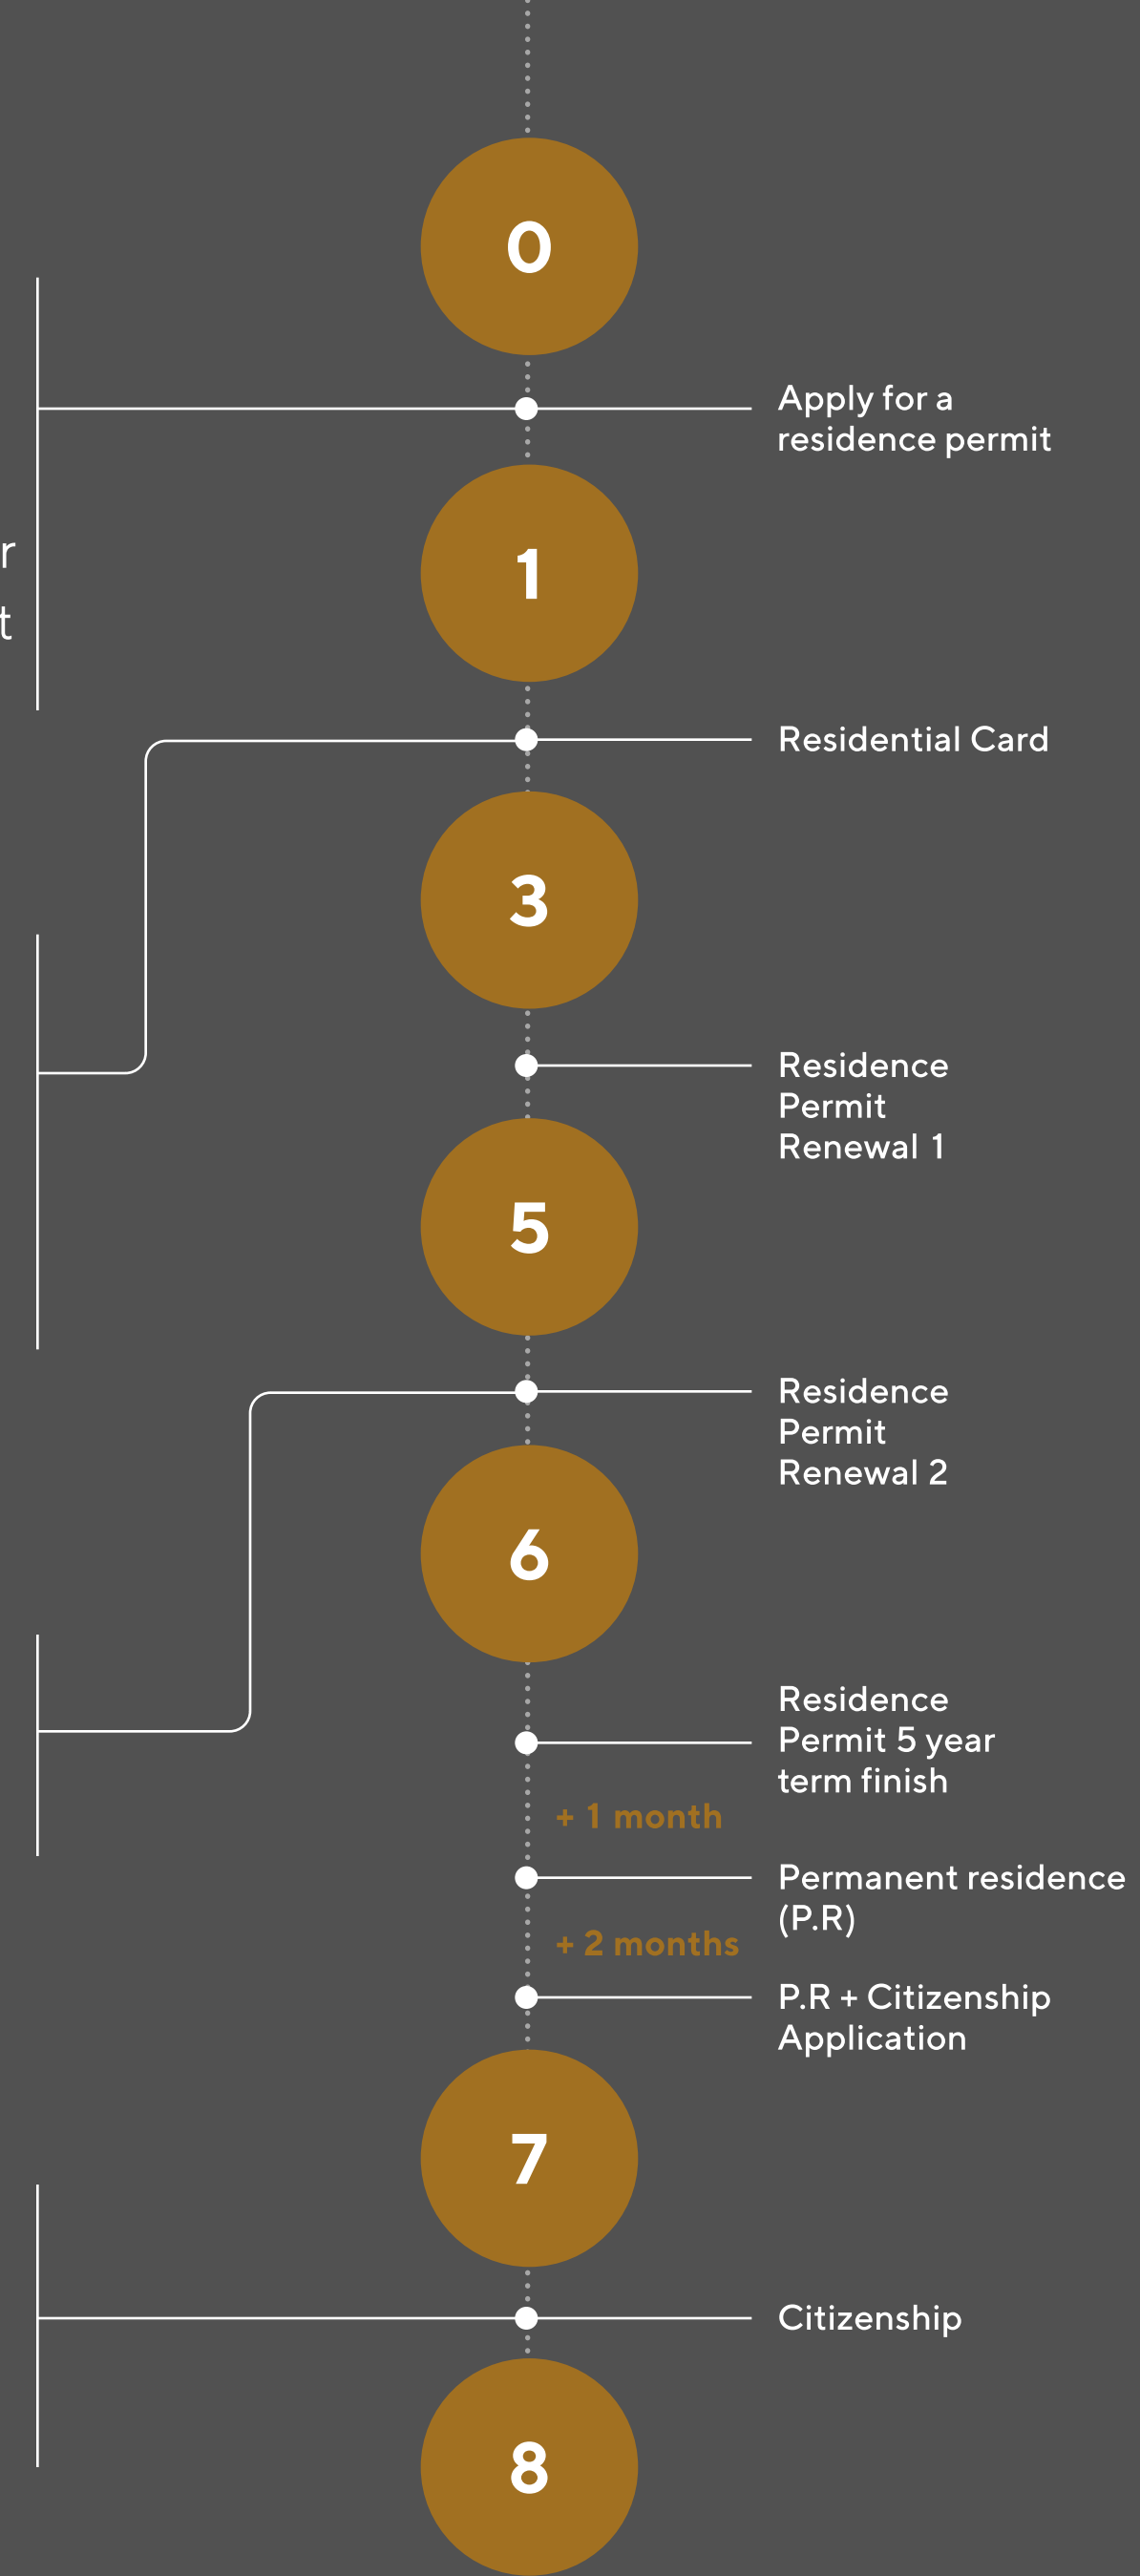 0
Apply for a
residence permit
1
r
t
Residential Card
3
Residence
Permit
Renewal 1
5
Residence
Permit
Renewal 2
6
Residence
Permit 5 year
term finish
+ 1 month
Permanent residence
(P.R)
+ 2 months
P.R + Citizenship
Application
7
Citizenship
8